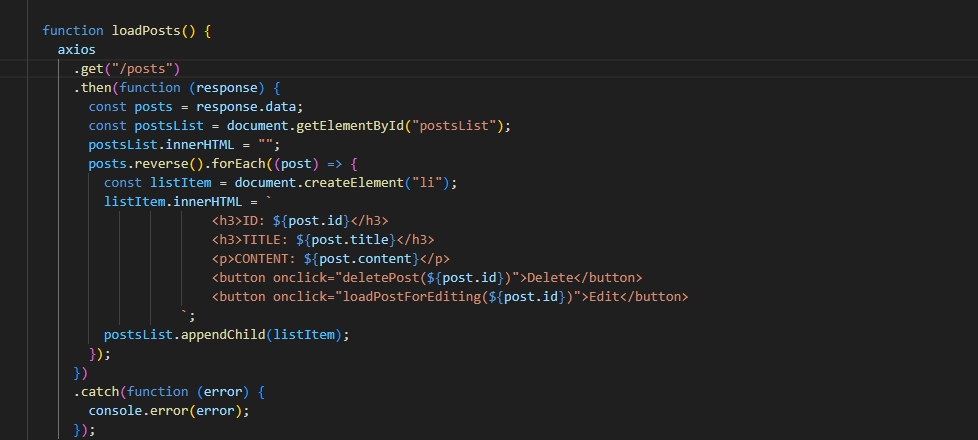 function loadPosts() {
  axios
    .get("/posts")
    .then(function (response) {
      const posts = response.data;
      const postsList = document.getElementById("postsList");
      postsList.innerHTML = "";
      posts.reverse().forEach((post) => {
        const listItem = document.createElement("li");
        listItem.innerHTML = `
                      <h3>ID: ${post.id}</h3>
                      <h3>TITLE: ${post.title}</h3>
                      <p>CONTENT: ${post.content}</p>
                      <button onclick="deletePost(${post.id})">Delete</button>
                      <button onclick="loadPostForEditing(${post.id})">Edit</button>
                  `;
        postsList.appendChild(listItem);
      });
    })
    .catch(function (error) {
      console.error(error);
    });